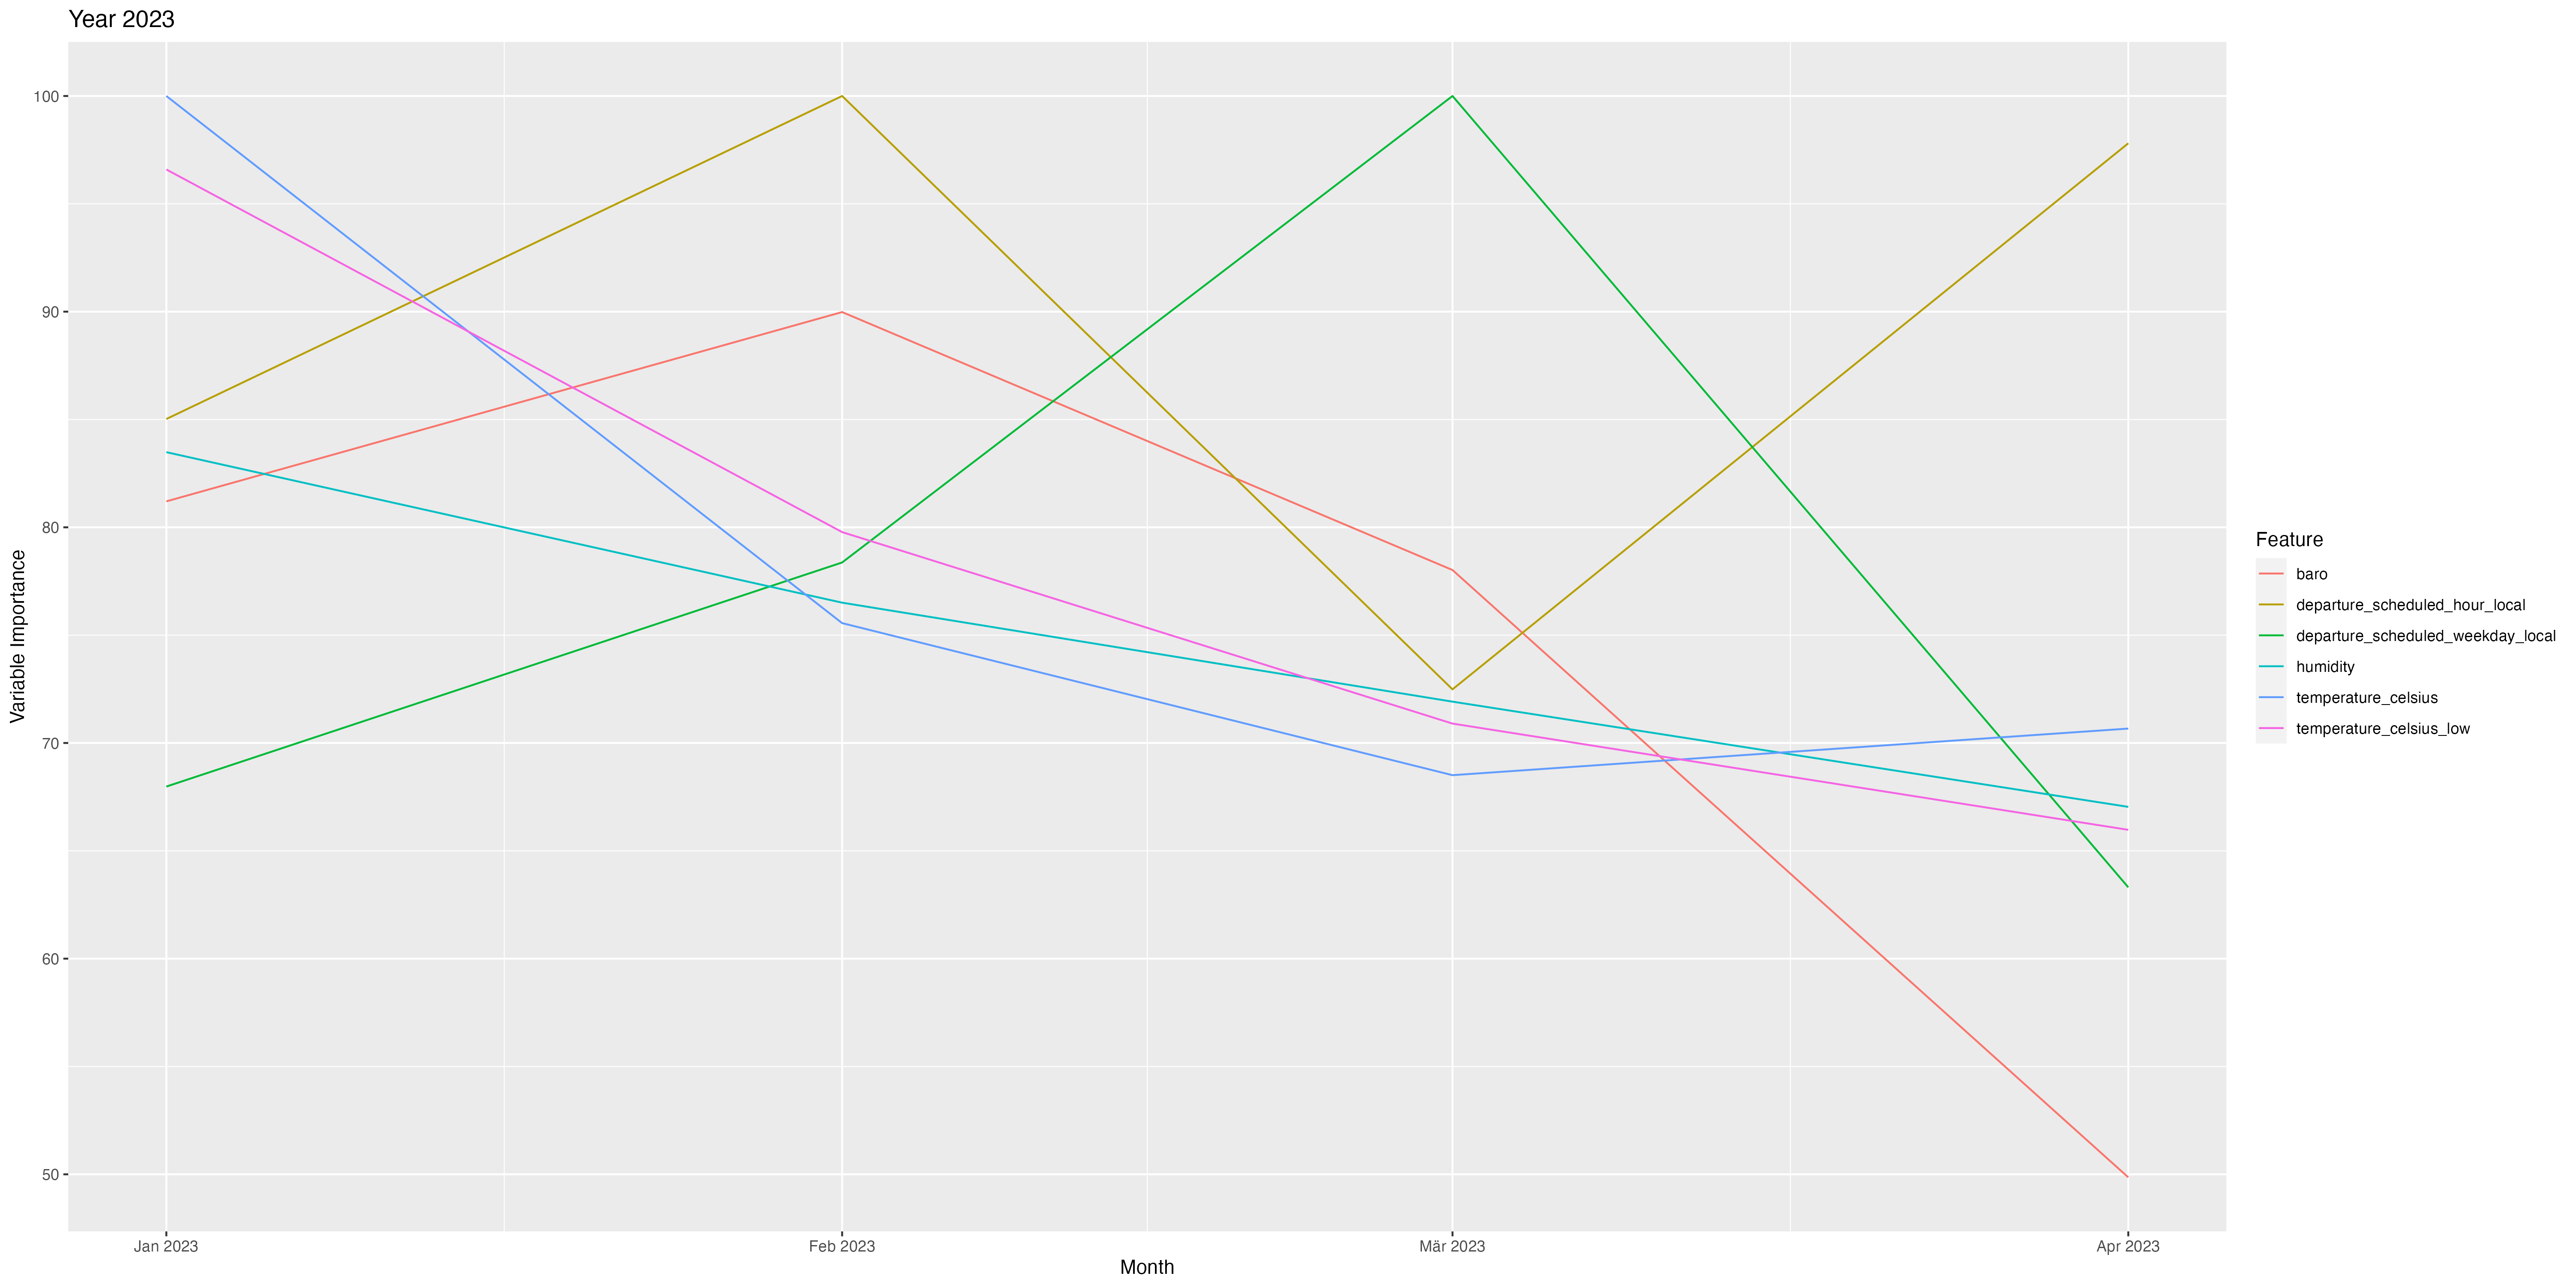 Year 2023
Variable Importance
100
90
80
70
60
50
Jan 2023
Feb 2023
Mär 2023
Apr 2023
Month
Feature
baro
departure_scheduled_hour_local
departure_scheduled_weekday_local
humidity
temperature_celsius
temperature_celsius_low